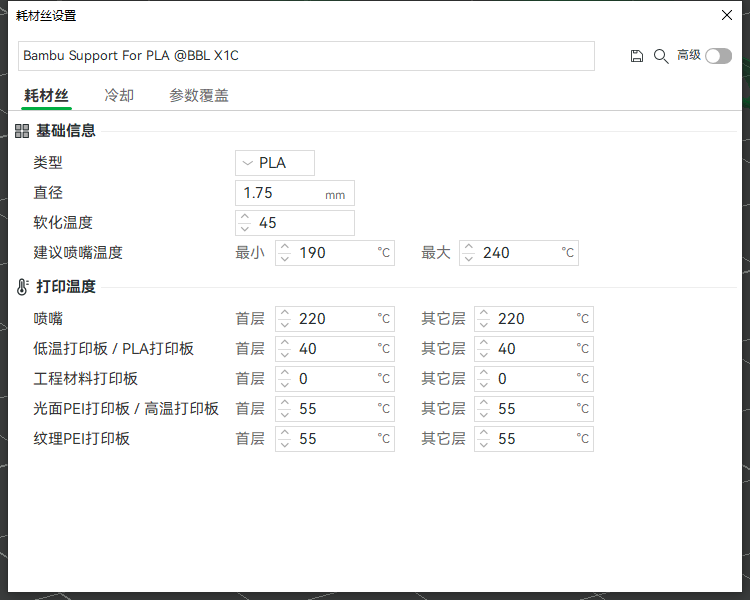 耗材丝设置
Bambu Support For PLA @BBL X1C 高级
耗材丝 冷却 参数覆盖
基础信息
类型 PLA
直径 1.75 mm
软化温度 45
建议喷嘴温度 最小 190 °C 最大 240 °C
打印温度
喷嘴 首层 220 °C 其它层 220 °C
低温打印板 / PLA打印板 首层 40 °C 其它层 40 °C
工程材料打印板 首层 0 °C 其它层 0 °C
光面PEI打印板 / 高温打印板 首层 55 °C 其它层 55 °C
纹理PEI打印板 首层 55 °C 其它层 55 °C